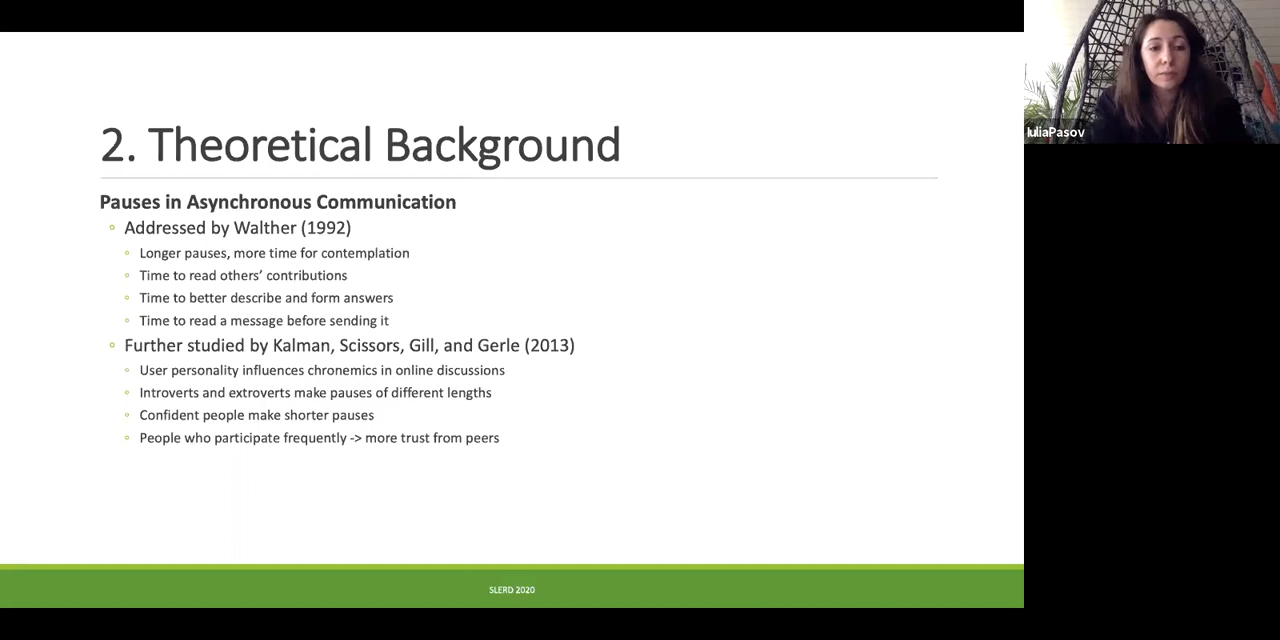 2. Theoretical Background
Pauses in Asynchronous Communication
Addressed by Walther (1992)
Longer pauses, more time for contemplation
Time to read others’ contributions
Time to better describe and form answers
Time to read a message before sending it
Further studied by Kalman, Scissors, Gill, and Gerle (2013)
User personality influences chronemics in online discussions
Introverts and extroverts make pauses of different lengths
Confident people make shorter pauses
People who participate frequently -> more trust from peers
SLERD 2020
IuliaPasov